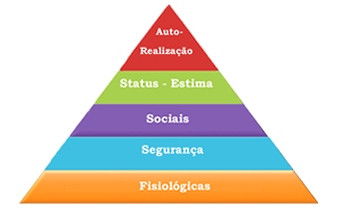 Auto-
Realização
Status - Estima
Sociais
Segurança
Fisiológicas